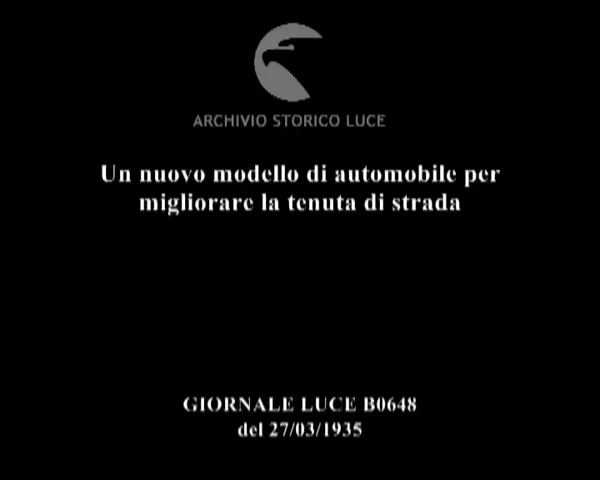 ARCHIVIO STORICO LUCE
Un nuovo modello di automobile per
migliorare la tenuta di strada
GIORNALE LUCE B0648
del 27/03/1935